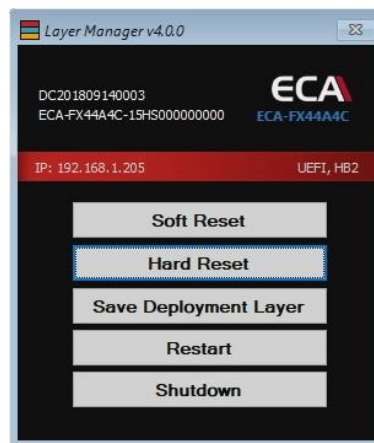 Layer Manager v4.0.0
DC201809140003
ECA-FX44A4C-15HS000000000
ECA
ECA-FX44A4C
IP: 192.168.1.205
UEFI, HB2
Soft Reset
Hard Reset
Save Deployment Layer
Restart
Shutdown